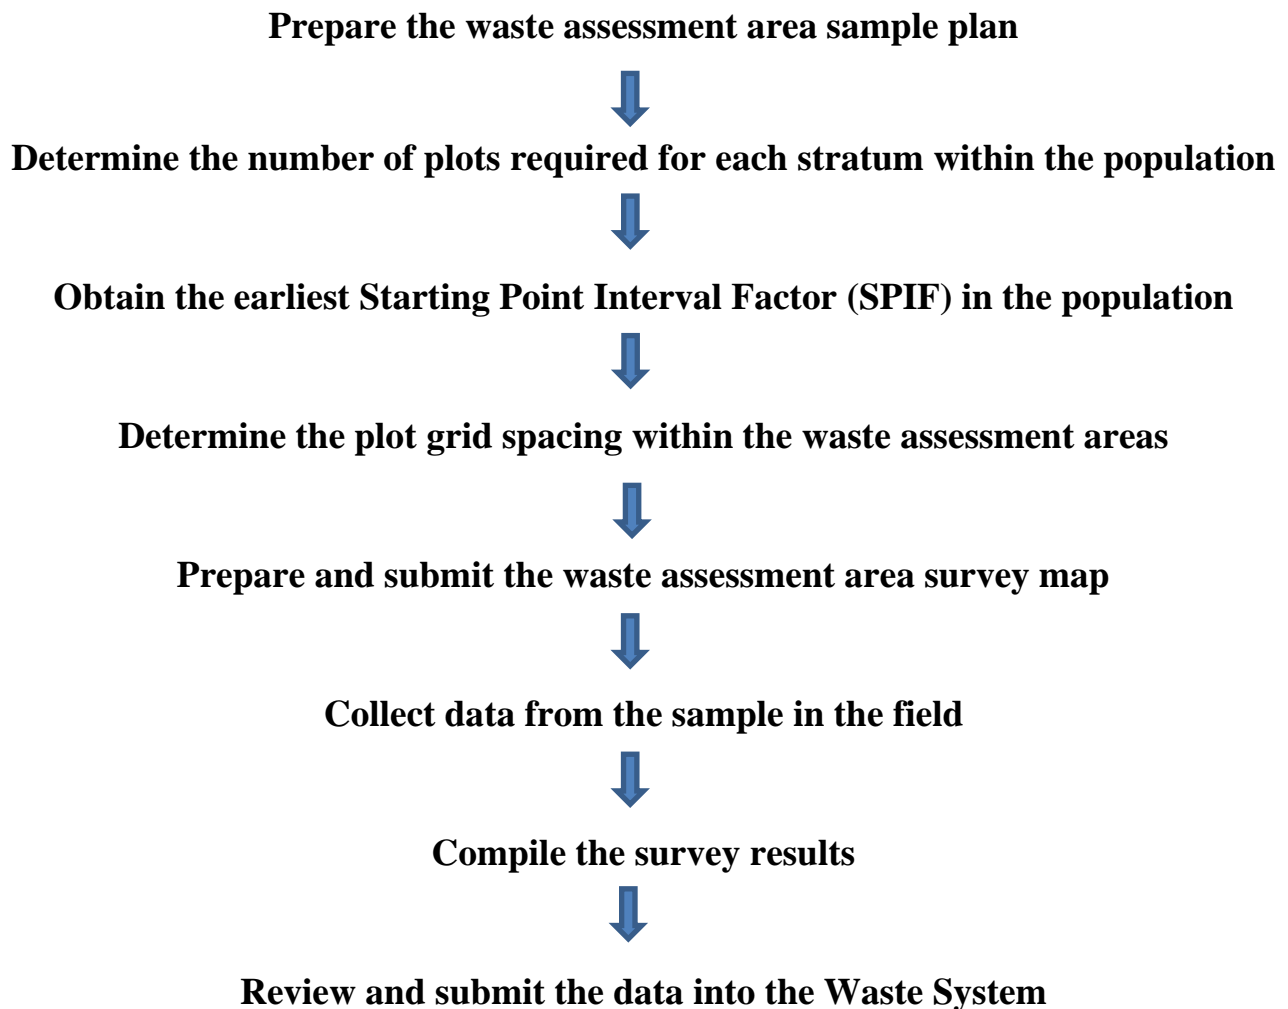 Prepare the waste assessment area sample plan
Determine the number of plots required for each stratum within the population
Obtain the earliest Starting Point Interval Factor (SPIF) in the population
Determine the plot grid spacing within the waste assessment areas
Prepare and submit the waste assessment area survey map
Collect data from the sample in the field
Compile the survey results
Review and submit the data into the Waste System